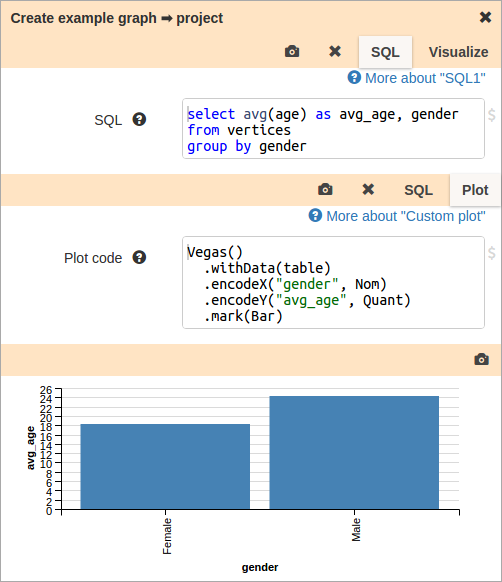 Create example graph ➡ project ✖
✖ SQL Visualize
? More about "SQL1"
SQL ? select avg(age) as avg_age, gender $
from vertices
group by gender
✖ SQL Plot
? More about "Custom plot"
Plot code ? Vegas() $
.withData(table)
.encodeX("gender", Nom)
.encodeY("avg_age", Quant)
.mark(Bar)
avg_age
26
24
22
20
18
16
14
12
10
8
6
4
2
0
Female
Male
gender